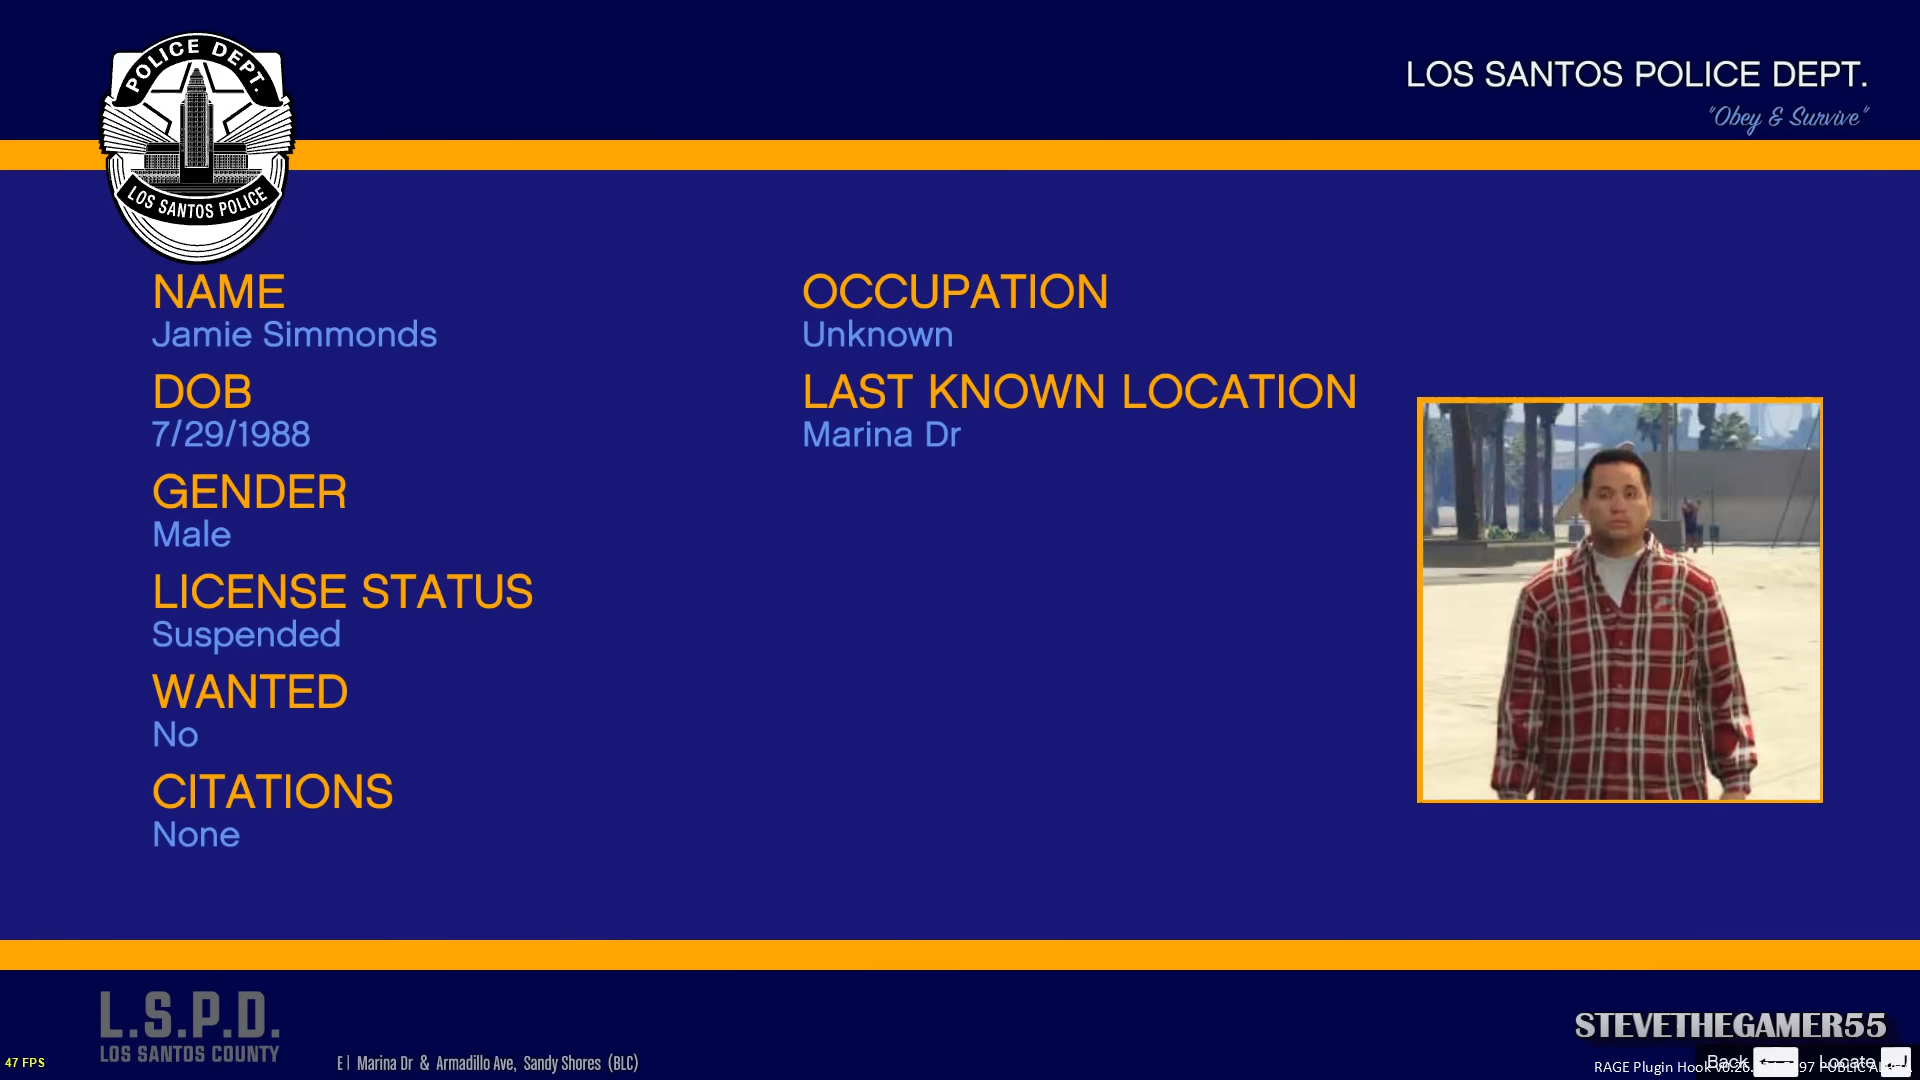 POLICE DEPT.
LOS SANTOS POLICE
LOS SANTOS POLICE DEPT.
"Obey & Survive"
NAME
Jamie Simmonds
DOB
7/29/1988
GENDER
Male
LICENSE STATUS
Suspended
WANTED
No
CITATIONS
None
OCCUPATION
Unknown
LAST KNOWN LOCATION
Marina Dr
L.S.P.D.
LOS SANTOS COUNTY
47 FPS
E | Marina Dr & Armadillo Ave, Sandy Shores (BLC)
STEVETHEGAMER55
Back Locate
RAGE Plugin Hook PUBLIC